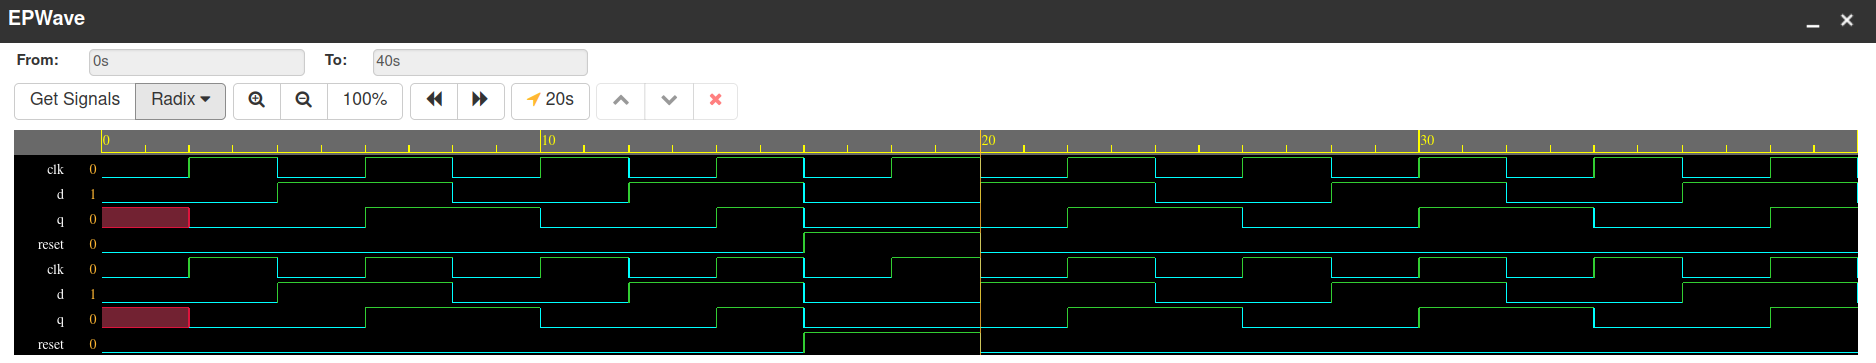 EPWave
From: 0s To: 40s
Get Signals Radix 100% 20s
0 10 20 30
clk 0
d 1
q 0
reset 0
clk 0
d 1
q 0
reset 0